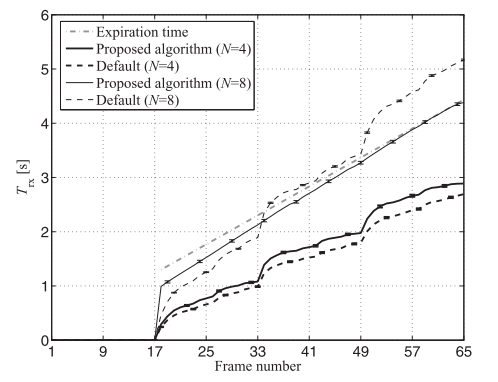 6
5
4
3
2
1
0
T_rx [s]
Expiration time
Proposed algorithm (N=4)
Default (N=4)
Proposed algorithm (N=8)
Default (N=8)
1 9 17 25 33 41 49 57 65
Frame number